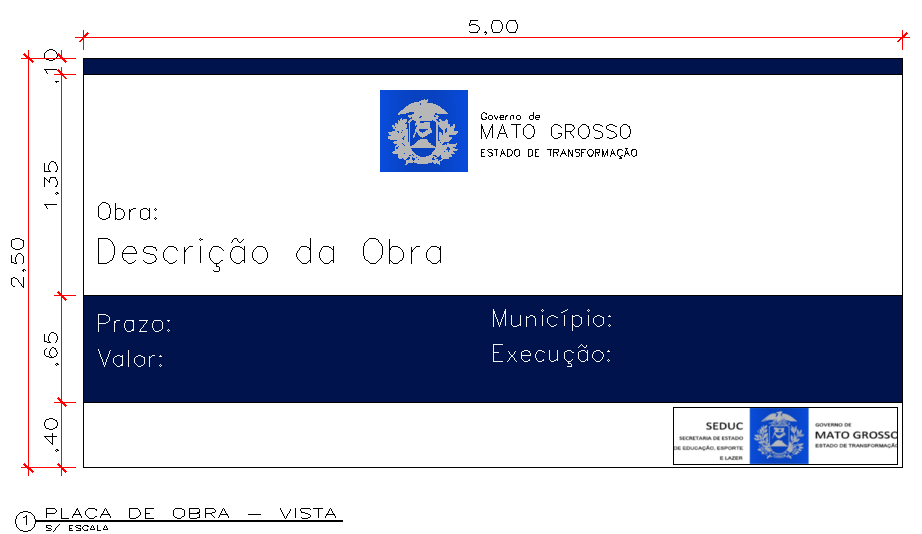 5,00
,10
1,35
2,50
,65
,40
Governo de
MATO GROSSO
ESTADO DE TRANSFORMAÇÃO
Obra:
Descrição da Obra
Prazo:
Município:
Valor:
Execução:
SEDUC
SECRETARIA DE ESTADO
DE EDUCAÇÃO, ESPORTE
E LAZER
GOVERNO DE
MATO GROSSO
ESTADO DE TRANSFORMAÇÃO
1
PLACA DE OBRA – VISTA
S/ ESCALA